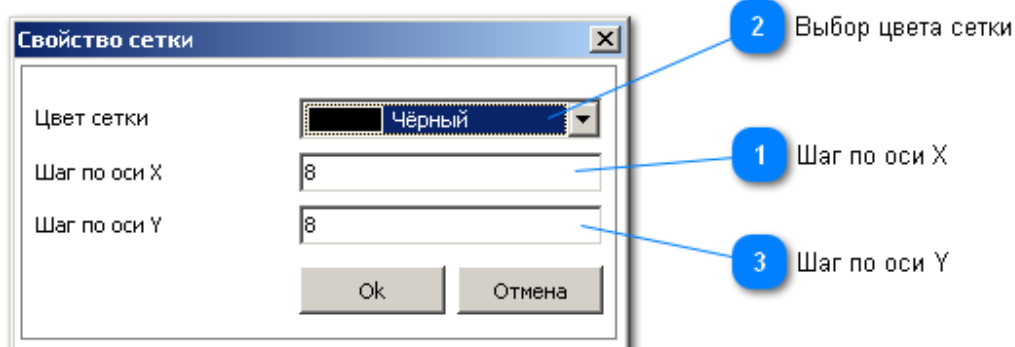 Свойство сетки
2 Выбор цвета сетки
Цвет сетки Чёрный
Шаг по оси X 8
1 Шаг по оси X
Шаг по оси Y 8
3 Шаг по оси Y
Ok Отмена